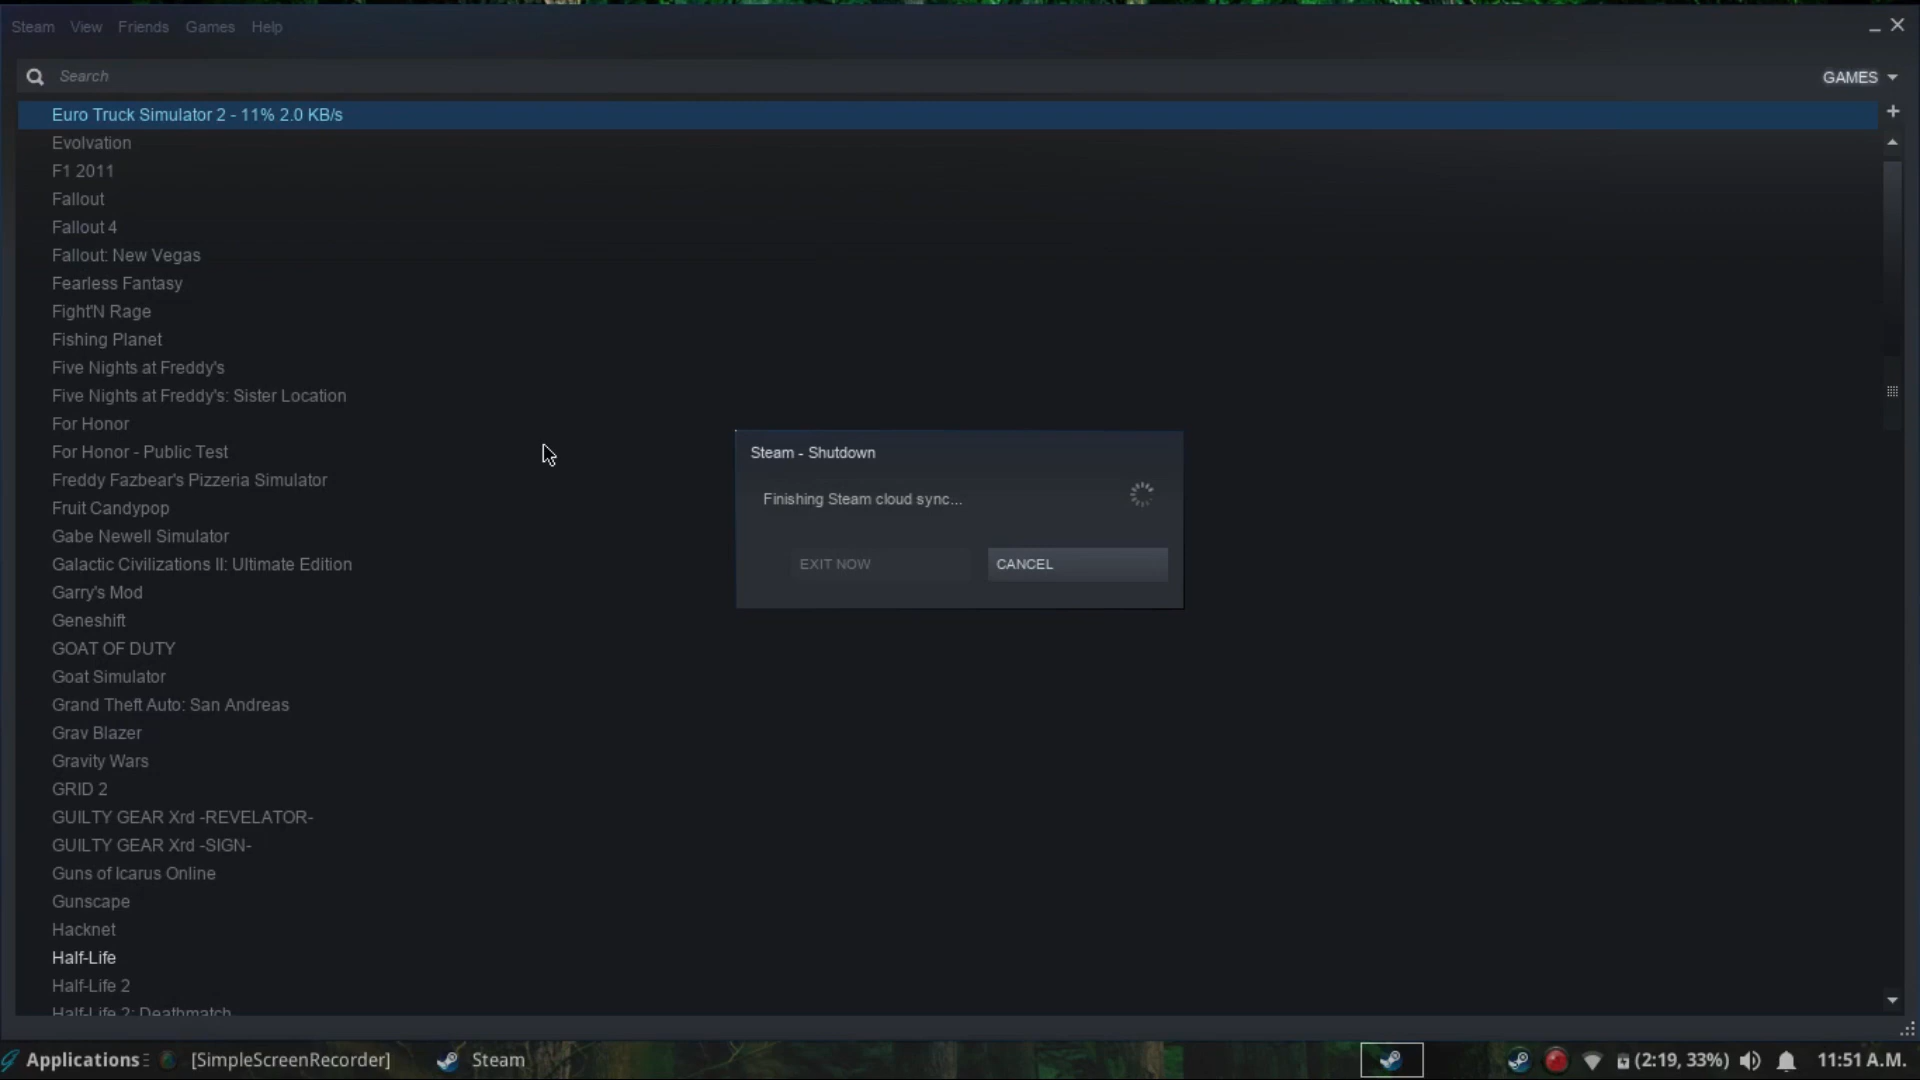 Steam View Friends Games Help
Search GAMES
Euro Truck Simulator 2 - 11% 2.0 KB/s
Evolvation
F1 2011
Fallout
Fallout 4
Fallout: New Vegas
Fearless Fantasy
Fight'N Rage
Fishing Planet
Five Nights at Freddy's
Five Nights at Freddy's: Sister Location
For Honor
For Honor - Public Test
Freddy Fazbear's Pizzeria Simulator
Fruit Candypop
Gabe Newell Simulator
Galactic Civilizations II: Ultimate Edition
Garry's Mod
Geneshift
GOAT OF DUTY
Goat Simulator
Grand Theft Auto: San Andreas
Grav Blazer
Gravity Wars
GRID 2
GUILTY GEAR Xrd -REVELATOR-
GUILTY GEAR Xrd -SIGN-
Guns of Icarus Online
Gunscape
Hacknet
Half-Life
Half-Life 2
Half-Life 2: Deathmatch
Steam - Shutdown
Finishing Steam cloud sync...
EXIT NOW CANCEL
Applications [SimpleScreenRecorder] Steam (2:19, 33%) 11:51 A.M.